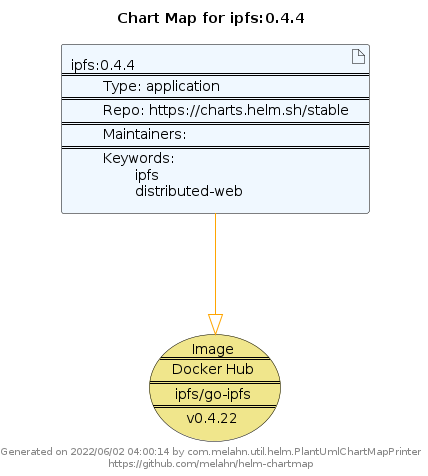 Chart Map for ipfs:0.4.4
ipfs:0.4.4
Type: application
Repo: https://charts.helm.sh/stable
Maintainers:
Keywords:
ipfs
distributed-web
Image
Docker Hub
ipfs/go-ipfs
v0.4.22
Generated on 2022/06/02 04:00:14 by com.melahn.util.helm.PlantUmlChartMapPrinter
https://github.com/melahn/helm-chartmap